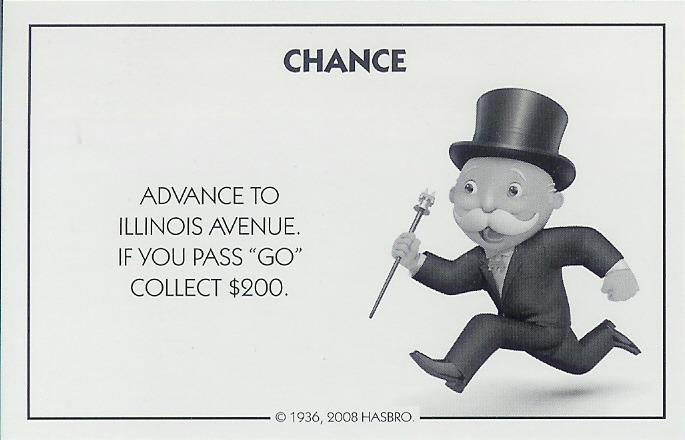 CHANCE
ADVANCE TO
ILLINOIS AVENUE.
IF YOU PASS “GO”
COLLECT $200.
© 1936, 2008 HASBRO.